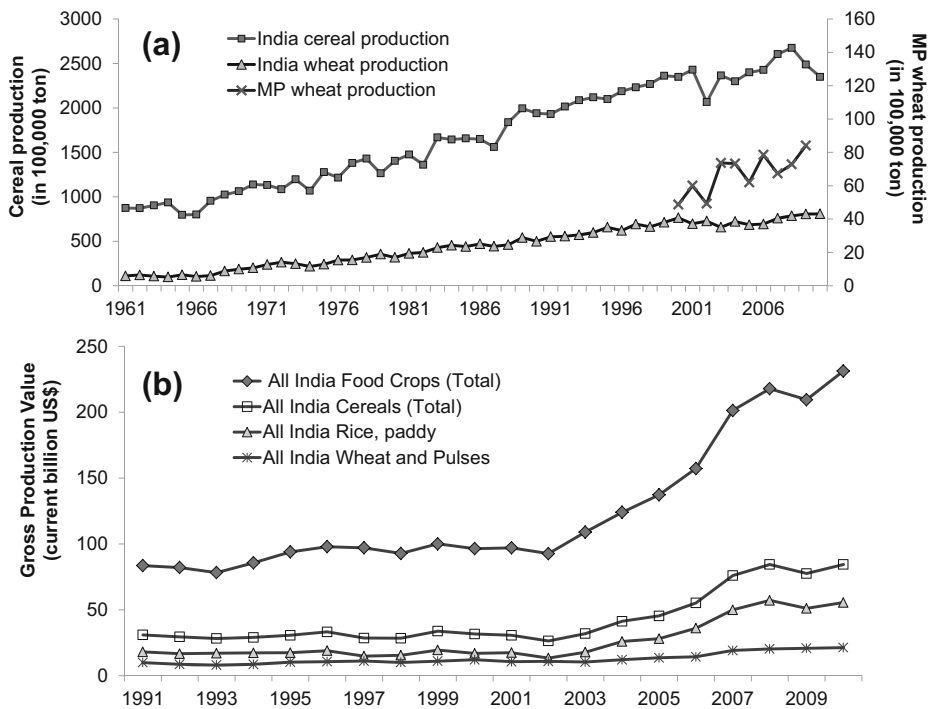 (a)
India cereal production
India wheat production
MP wheat production
Cereal production
(in 100,000 ton)
3000
2500
2000
1500
1000
500
0
MP wheat production
(in 100,000 ton)
160
140
120
100
80
60
40
20
0
1961 1966 1971 1976 1981 1986 1991 1996 2001 2006
(b)
All India Food Crops (Total)
All India Cereals (Total)
All India Rice, paddy
All India Wheat and Pulses
Gross Production Value
(current billion US$)
250
200
150
100
50
0
1991 1993 1995 1997 1999 2001 2003 2005 2007 2009